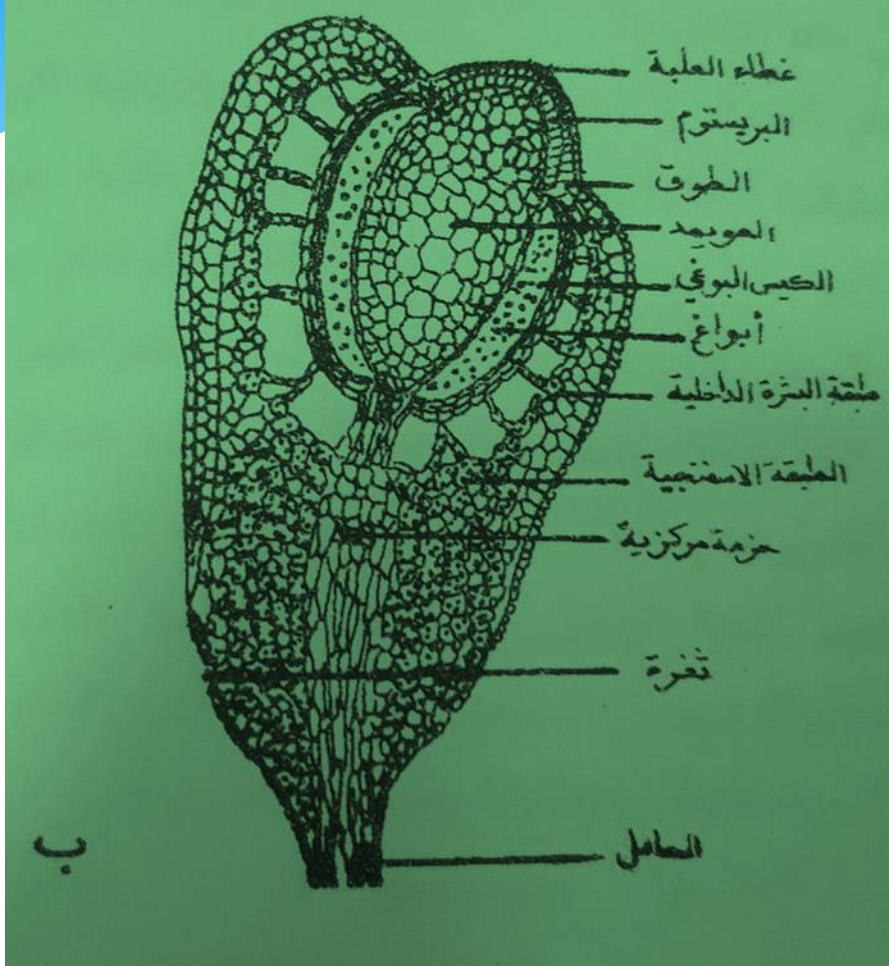 غطاء العلبة
البريستوم
الطوق
العويمد
الكيس البوغي
أبواغ
طبقة البشرة الداخلية
الطبقة الاسفنجية
حزمة مركزية
ثغرة
الحامل
ب